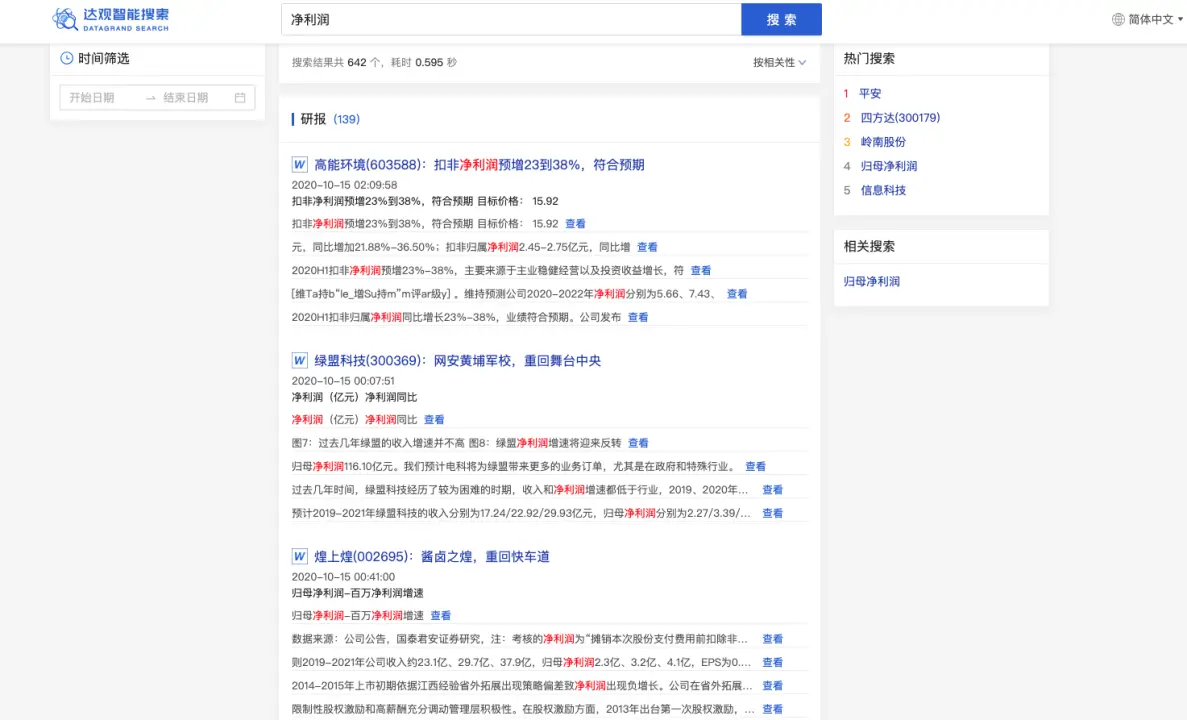 达观智能搜索
DATAGRAND SEARCH
净利润
搜 索
简体中文
时间筛选
开始日期 → 结束日期
搜索结果共 642 个，耗时 0.595 秒
按相关性
研报 (139)
W 高能环境(603588)：扣非净利润预增23到38%，符合预期
2020-10-15 02:09:58
扣非净利润预增23%到38%，符合预期 目标价格： 15.92
扣非净利润预增23%到38%，符合预期 目标价格： 15.92 查看
元，同比增加21.88%-36.50%；扣非归属净利润2.45-2.75亿元，同比增 查看
2020H1扣非净利润预增23%-38%，主要来源于主业稳健经营以及投资收益增长，符 查看
[维Ta持b“le_增Su持m”m评ar级y] 。维持预测公司2020-2022年净利润分别为5.66、7.43、 查看
2020H1扣非归属净利润同比增长23%-38%，业绩符合预期。公司发布 查看
W 绿盟科技(300369)：网安黄埔军校，重回舞台中央
2020-10-15 00:07:51
净利润（亿元）净利润同比
净利润（亿元）净利润同比 查看
图7：过去几年绿盟的收入增速并不高 图8：绿盟净利润增速将迎来反转 查看
归母净利润116.10亿元。我们预计电科将为绿盟带来更多的业务订单，尤其是在政府和特殊行业。 查看
过去几年时间，绿盟科技经历了较为困难的时期，收入和净利润增速都低于行业，2019、2020年... 查看
预计2019-2021年绿盟科技的收入分别为17.24/22.92/29.93亿元，归母净利润分别为2.27/3.39/... 查看
W 煌上煌(002695)：酱卤之煌，重回快车道
2020-10-15 00:41:00
归母净利润-百万净利润增速
归母净利润-百万净利润增速 查看
数据来源：公司公告，国泰君安证券研究，注：考核的净利润为“摊销本次股份支付费用前扣除非... 查看
则2019-2021年公司收入约23.1亿、29.7亿、37.9亿，归母净利润2.3亿、3.2亿、4.1亿，EPS为0.... 查看
2014-2015年上市初期依据江西经验省外拓展出现策略偏差致净利润出现负增长。公司在省外拓展... 查看
限制性股权激励和高薪酬充分调动管理层积极性。在股权激励方面，2013年出台第一次股权激励，... 查看
热门搜索
1 平安
2 四方达(300179)
3 岭南股份
4 归母净利润
5 信息科技
相关搜索
归母净利润